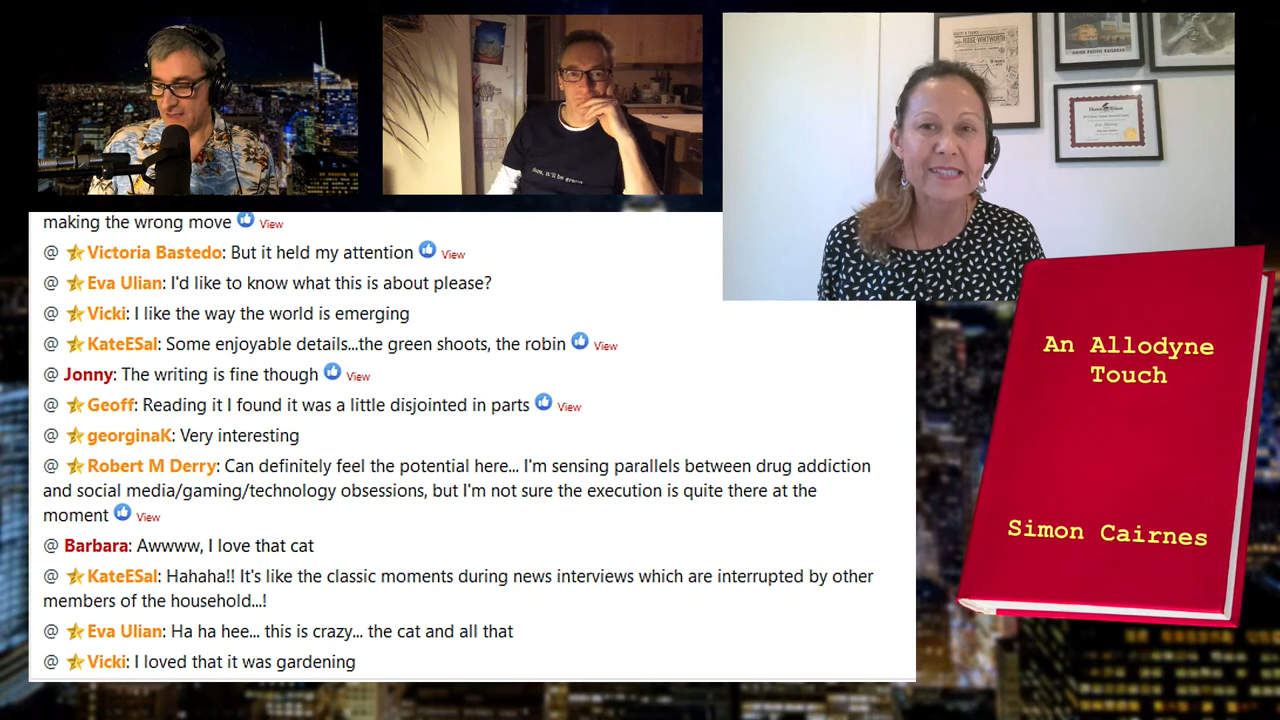 RIDGE-WHITWORTH
UNION PACIFIC RAILROAD
making the wrong move View
@ Victoria Bastedo: But it held my attention View
@ Eva Ulian: I'd like to know what this is about please?
@ Vicki: I like the way the world is emerging
@ KateESal: Some enjoyable details...the green shoots, the robin View
@ Jonny: The writing is fine though View
@ Geoff: Reading it I found it was a little disjointed in parts View
@ georginaK: Very interesting
@ Robert M Derry: Can definitely feel the potential here... I'm sensing parallels between drug addiction
and social media/gaming/technology obsessions, but I'm not sure the execution is quite there at the
moment View
@ Barbara: Awwww, I love that cat
@ KateESal: Hahaha!! It's like the classic moments during news interviews which are interrupted by other
members of the household...!
@ Eva Ulian: Ha ha hee... this is crazy... the cat and all that
@ Vicki: I loved that it was gardening
An Allodyne
Touch
Simon Cairnes